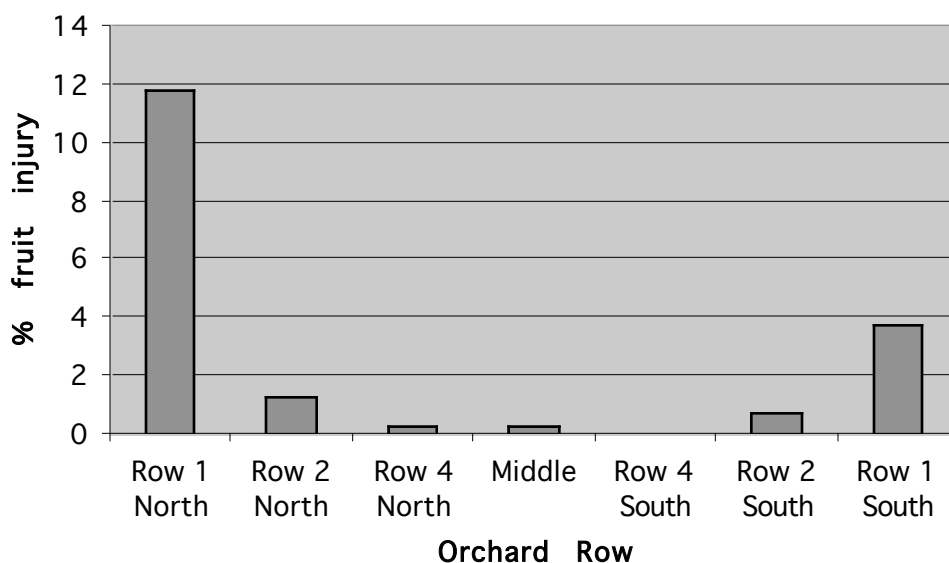 14
12
10
8
6
4
2
0
% fruit injury
Row 1 Row 2 Row 4 Middle Row 4 Row 2 Row 1
North North North South South South
Orchard Row